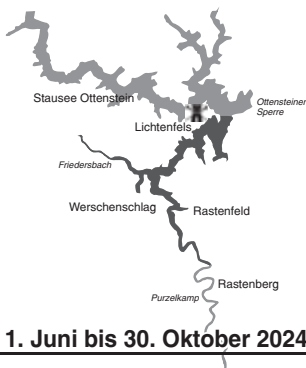 Stausee Ottenstein
Ottensteiner
Sperre
Lichtenfels
Friedersbach
Werschenschlag
Rastenfeld
Rastenberg
Purzelkamp
1. Juni bis 30. Oktober 2024